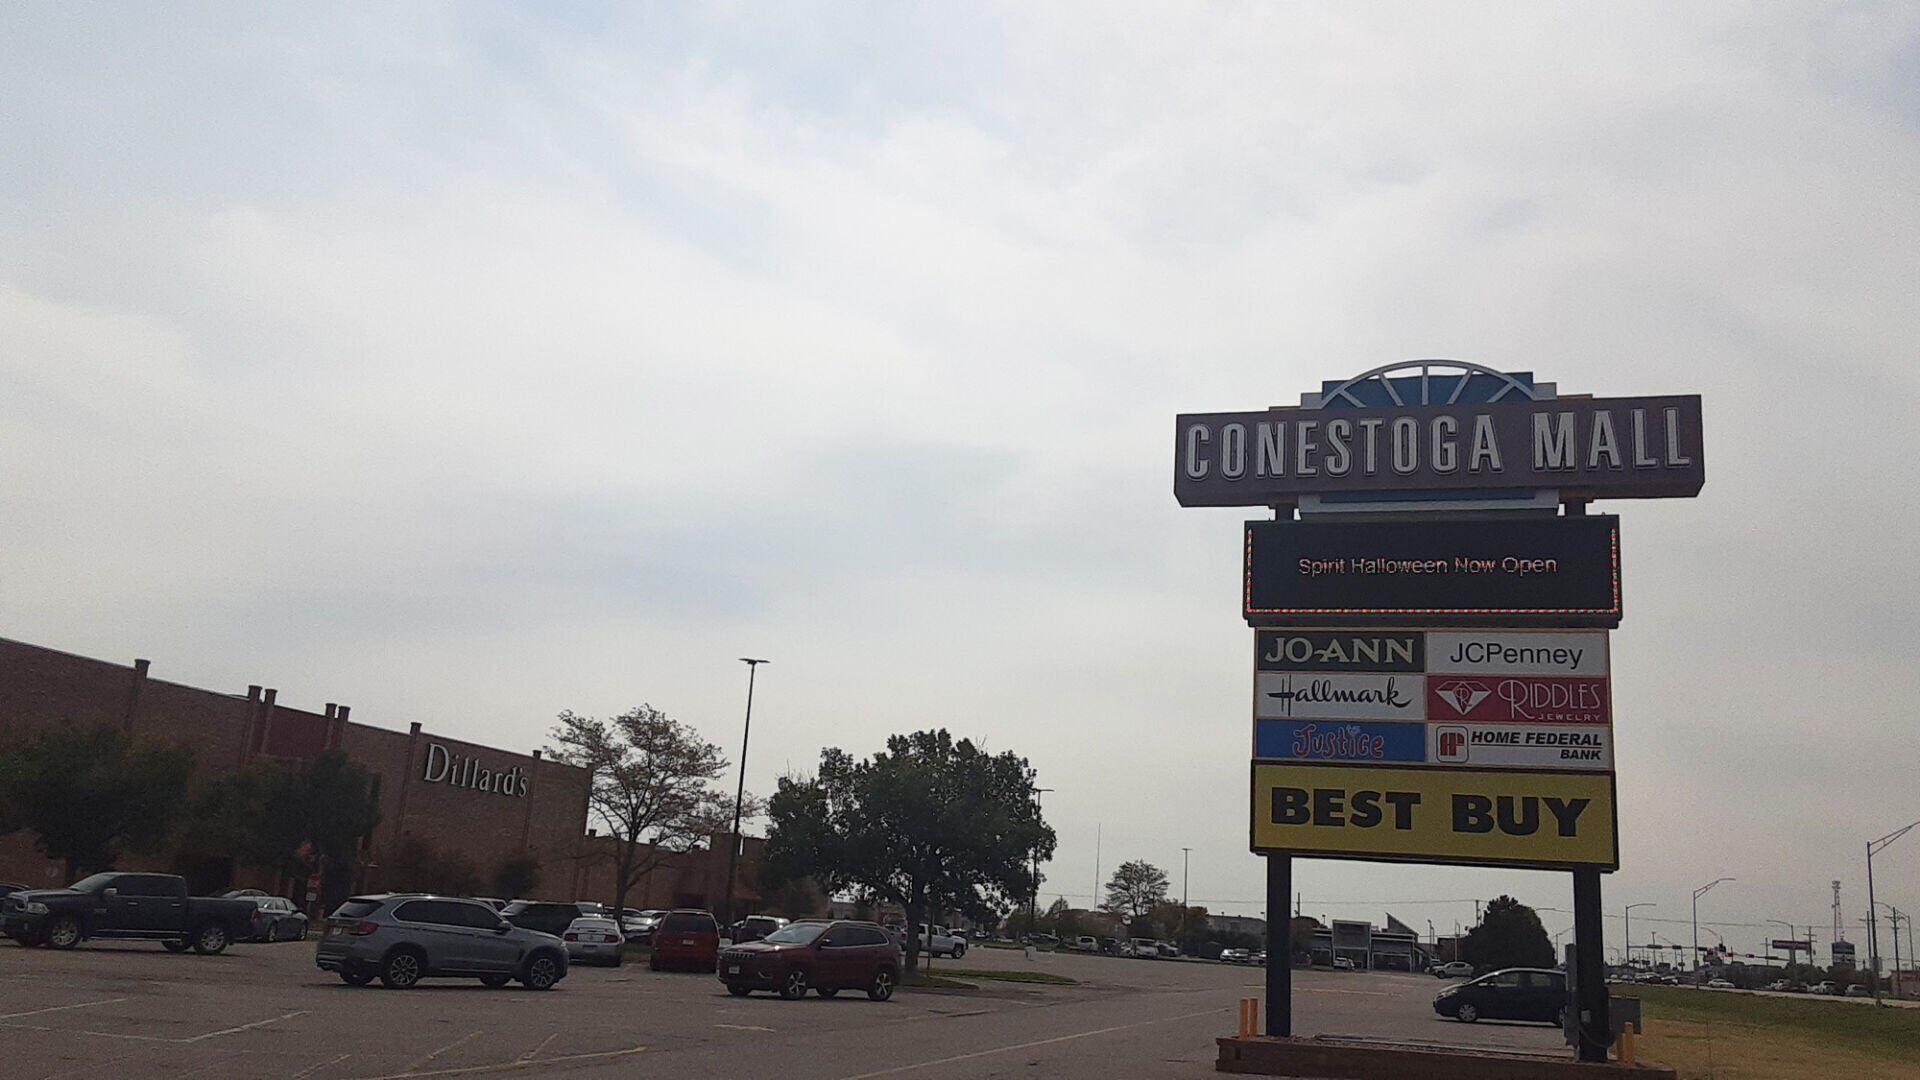 CONESTOGA MALL
Spirit Halloween Now Open
JO-ANN
JCPenney
Hallmark
R RIDDLES
JEWELRY
Justice
HOME FEDERAL
BANK
BEST BUY
Dillard's